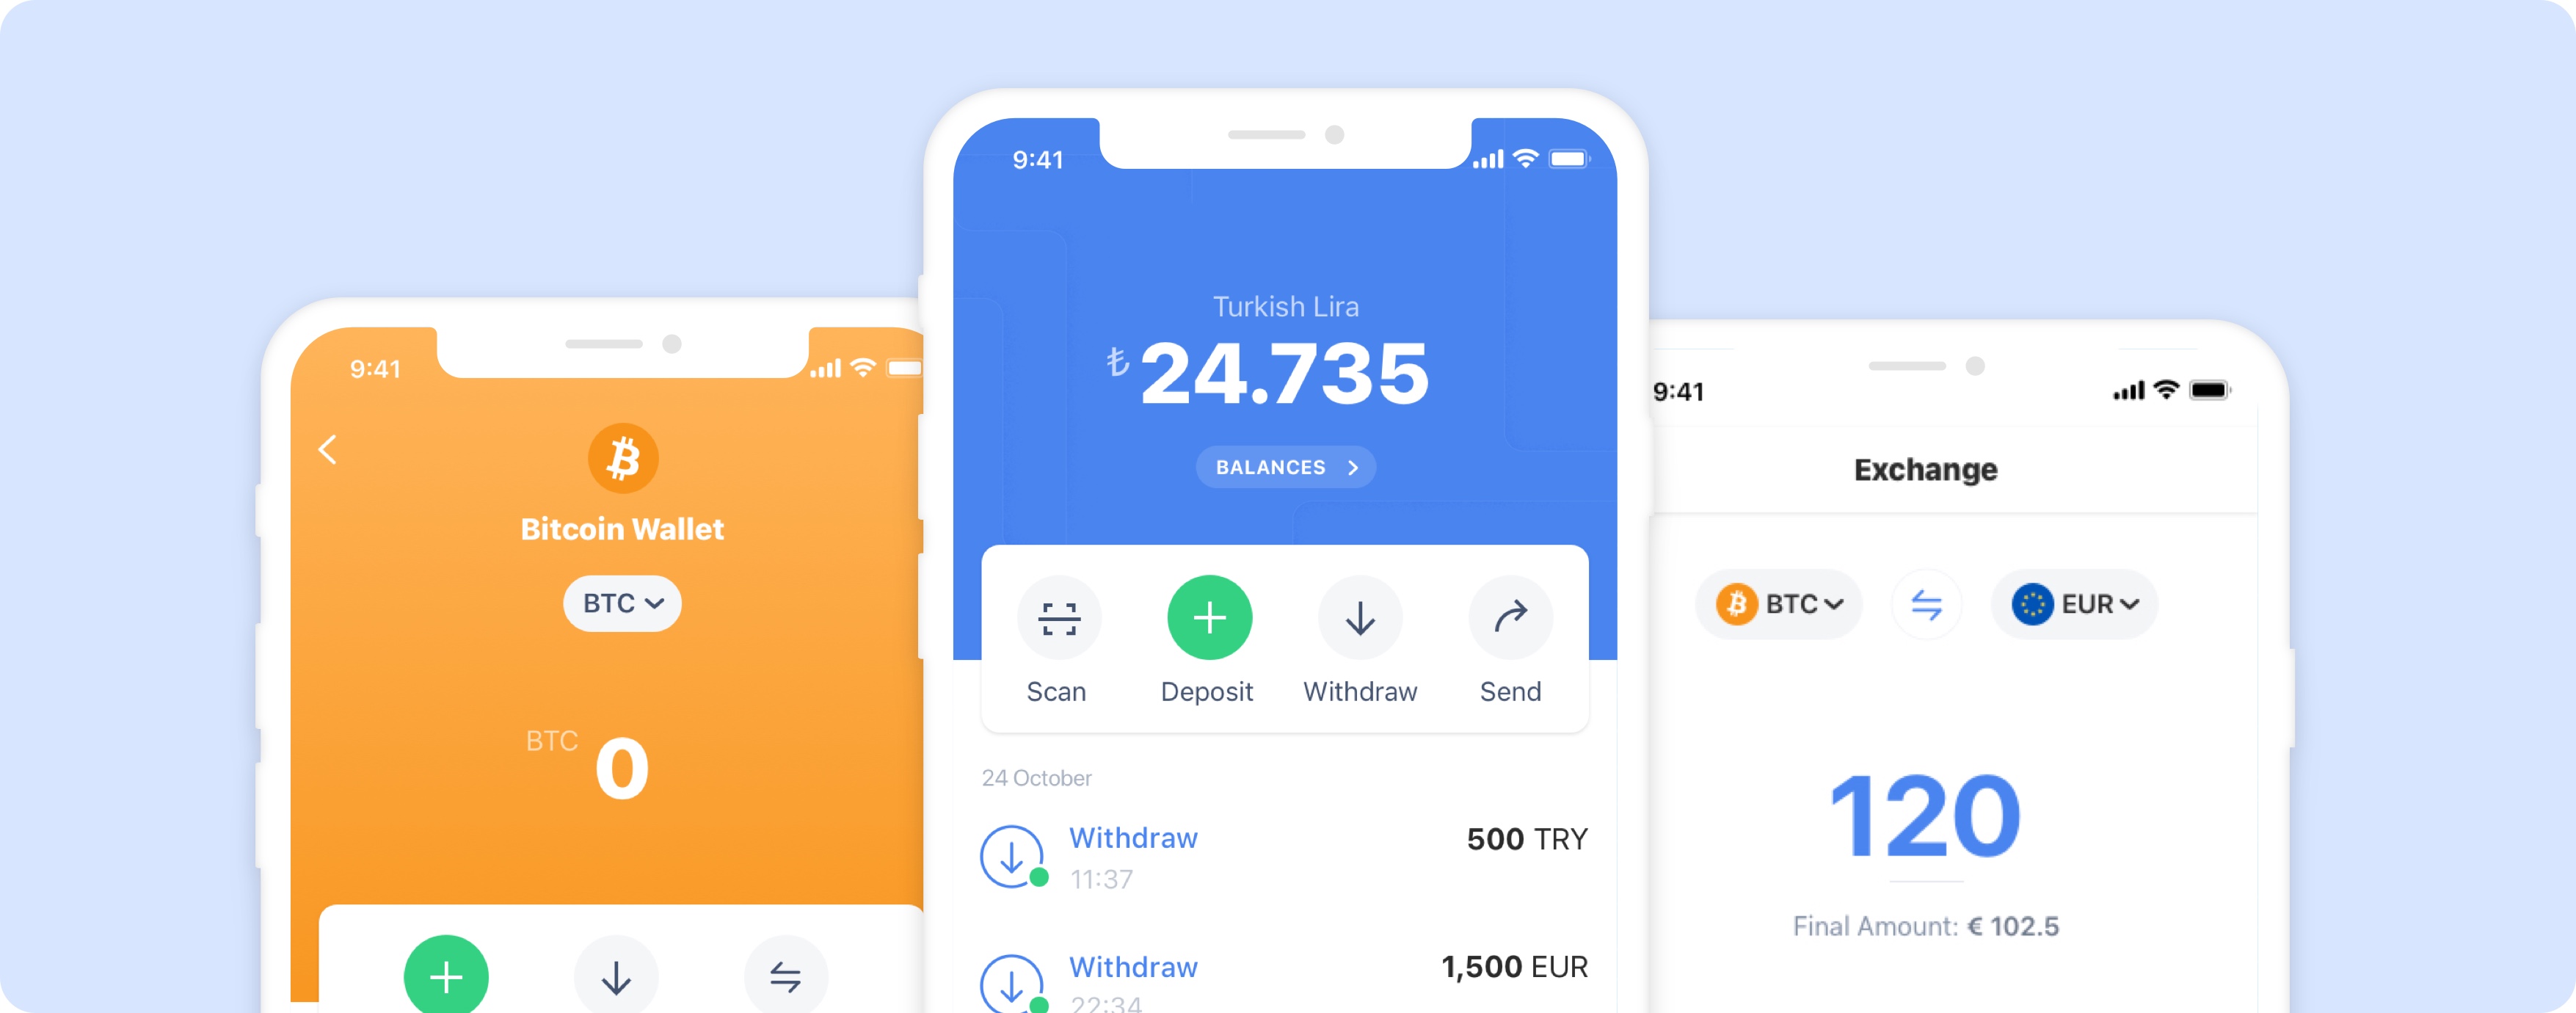 9:41
Bitcoin Wallet
BTC
BTC 0
9:41
Turkish Lira
₺ 24.735
BALANCES
Scan Deposit Withdraw Send
24 October
Withdraw 500 TRY
11:37
Withdraw 1,500 EUR
22:34
9:41
Exchange
BTC EUR
120
Final Amount: € 102.5